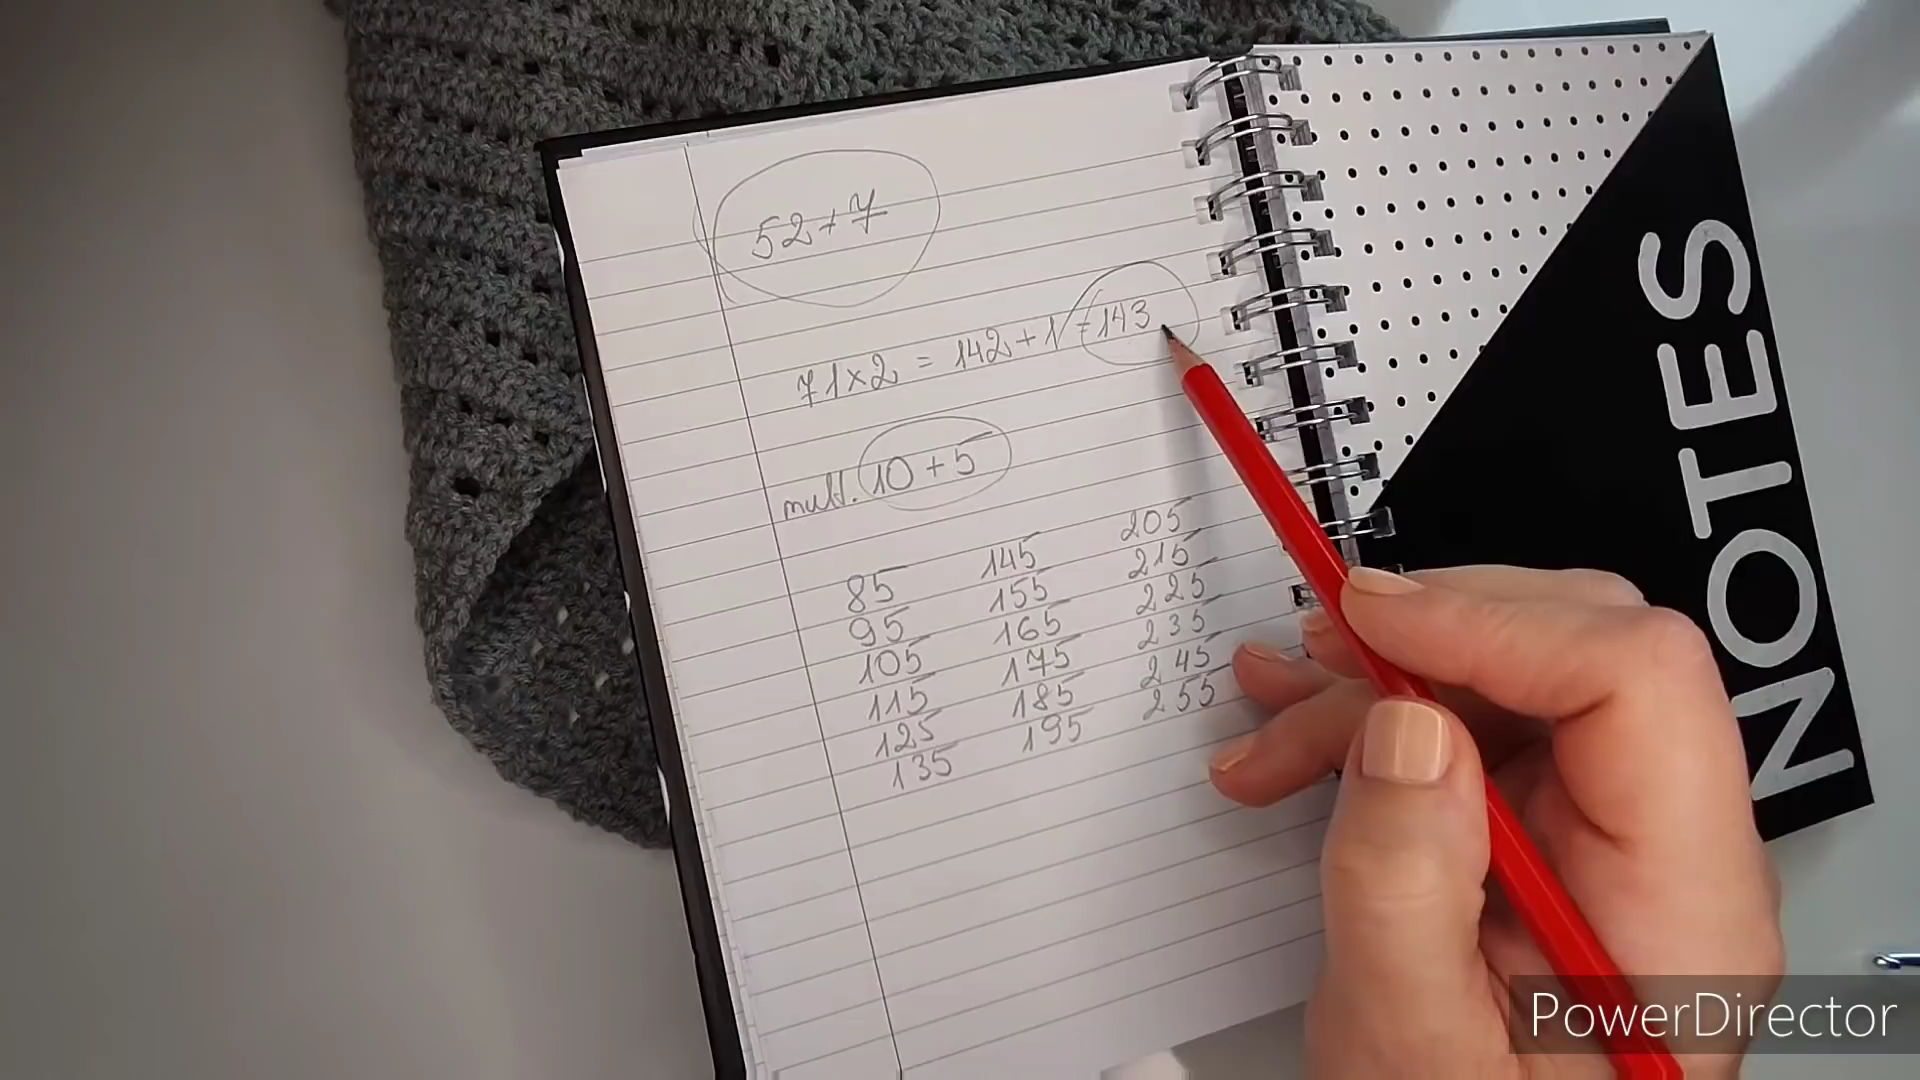 52+7
71×2 = 142+1 = 143
mult. 10+5
85 145 205
95 155 215
105 165 225
115 175 235
125 185 245
135 195 255
NOTES
PowerDirector